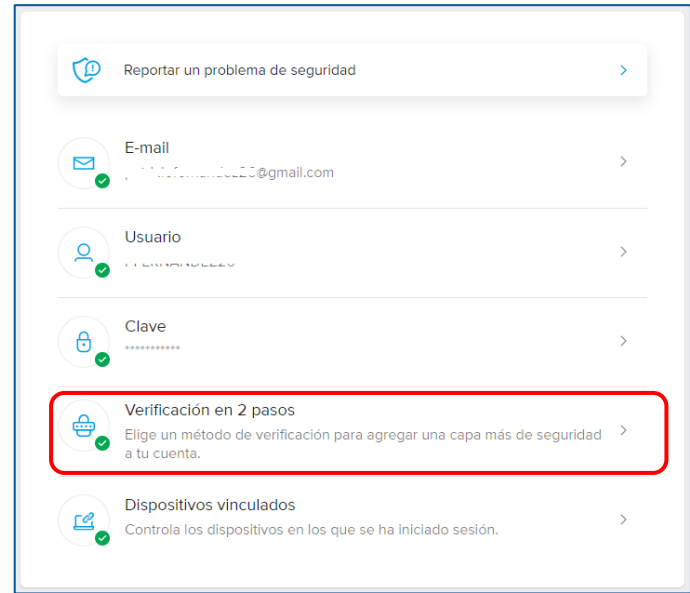 Reportar un problema de seguridad
E-mail
@gmail.com
Usuario
Clave
***********
Verificación en 2 pasos
Elige un método de verificación para agregar una capa más de seguridad
a tu cuenta.
Dispositivos vinculados
Controla los dispositivos en los que se ha iniciado sesión.